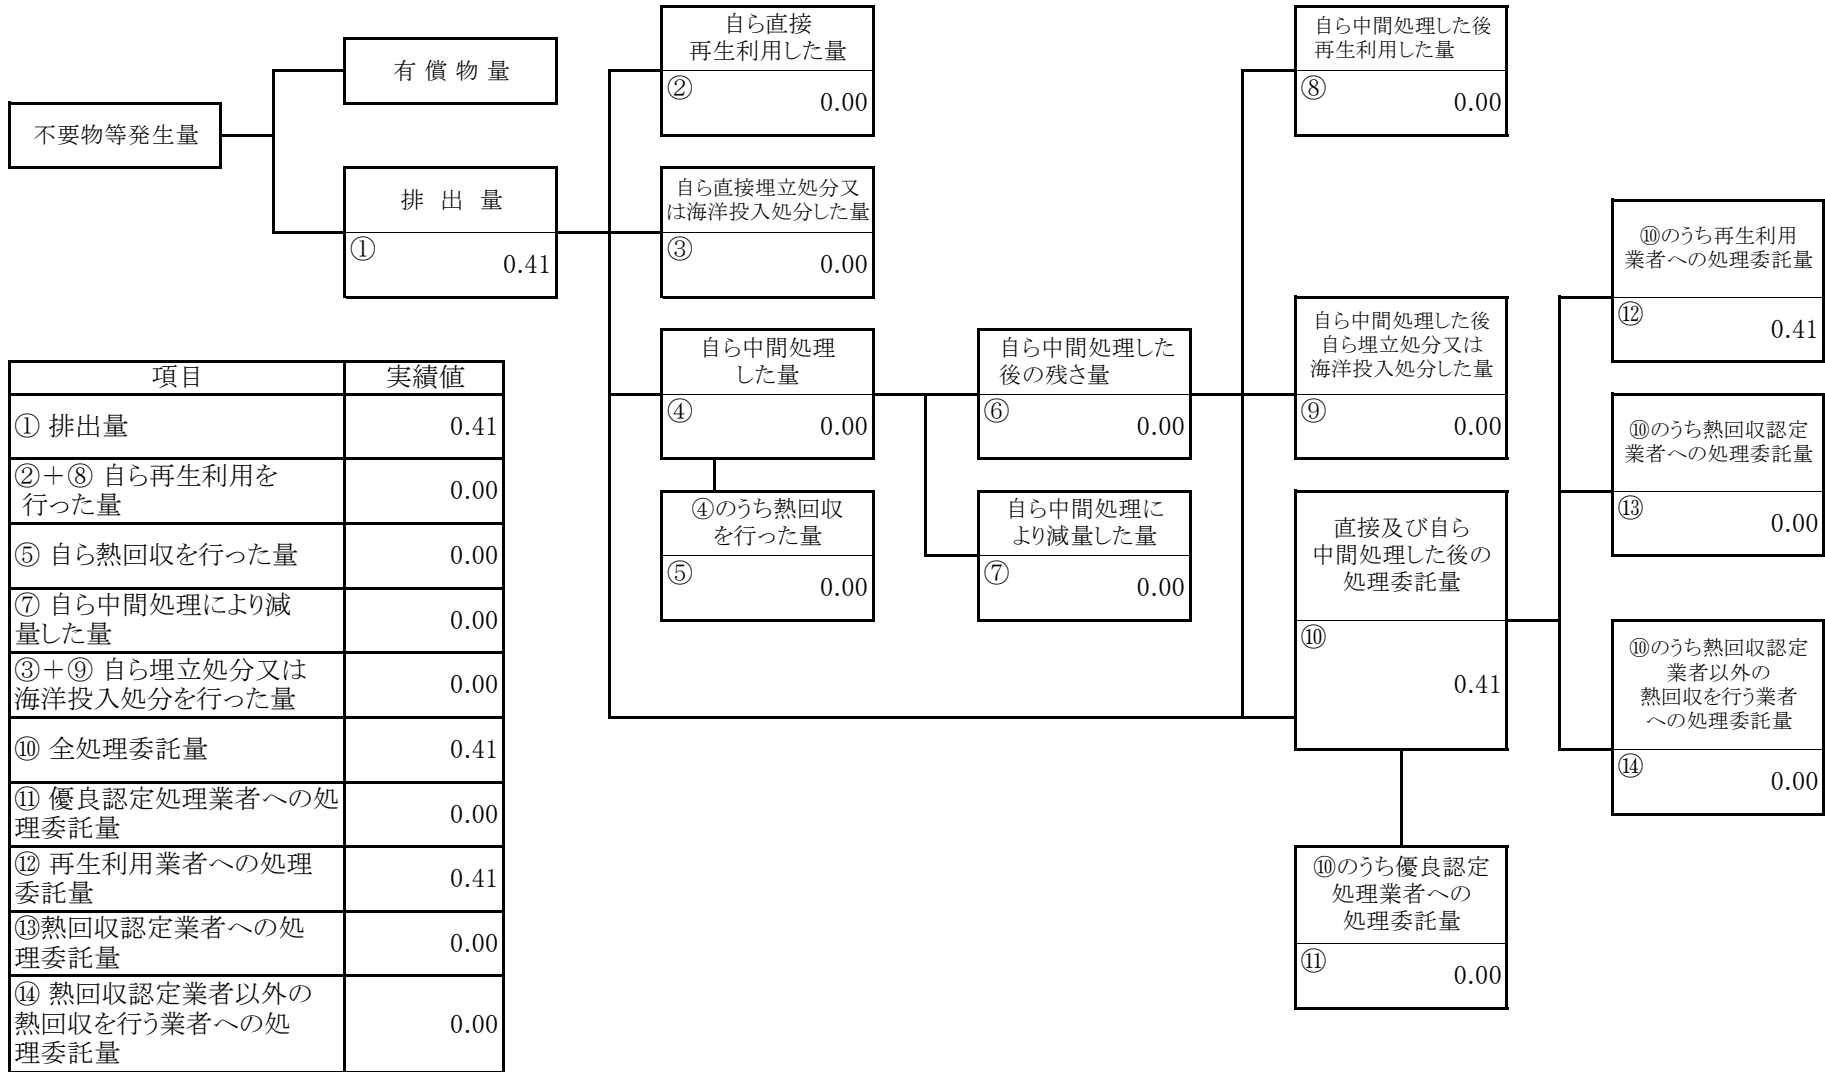 自ら直接
再生利用した量
②
0.00
自ら中間処理した後
再生利用した量
⑧
0.00
有 償 物 量
不要物等発生量
排 出 量
①
0.41
自ら直接埋立処分又
は海洋投入処分した量
③
0.00
⑩のうち再生利用
業者への処理委託量
⑫
0.41
自ら中間処理
した量
④
0.00
自ら中間処理した
後の残さ量
⑥
0.00
自ら中間処理した後
自ら埋立処分又は
海洋投入処分した量
⑨
0.00
⑩のうち熱回収認定
業者への処理委託量
⑬
0.00
④のうち熱回収
を行った量
⑤
0.00
自ら中間処理に
より減量した量
⑦
0.00
直接及び自ら
中間処理した後の
処理委託量
⑩
0.41
⑩のうち熱回収認定
業者以外の
熱回収を行う業者
への処理委託量
⑭
0.00
⑩のうち優良認定
処理業者への
処理委託量
⑪
0.00
項目 実績値
① 排出量 0.41
②+⑧ 自ら再生利用を
行った量 0.00
⑤ 自ら熱回収を行った量 0.00
⑦ 自ら中間処理により減
量した量 0.00
③+⑨ 自ら埋立処分又は
海洋投入処分を行った量 0.00
⑩ 全処理委託量 0.41
⑪ 優良認定処理業者への処
理委託量 0.00
⑫ 再生利用業者への処理
委託量 0.41
⑬熱回収認定業者への処
理委託量 0.00
⑭ 熱回収認定業者以外の
熱回収を行う業者への処
理委託量 0.00